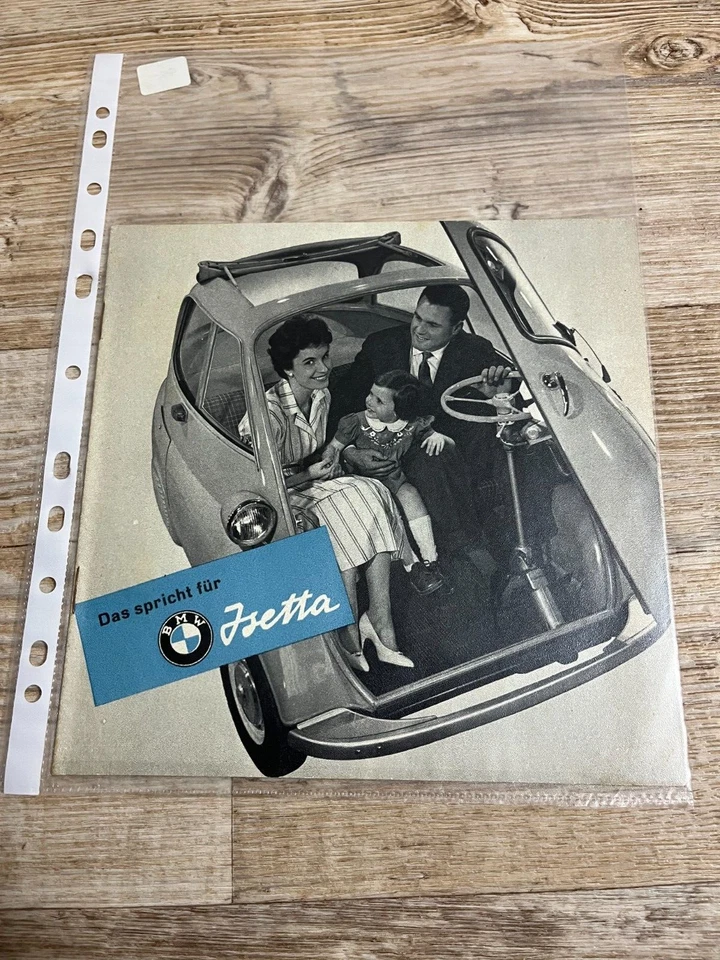 Das spricht für
BMW Isetta